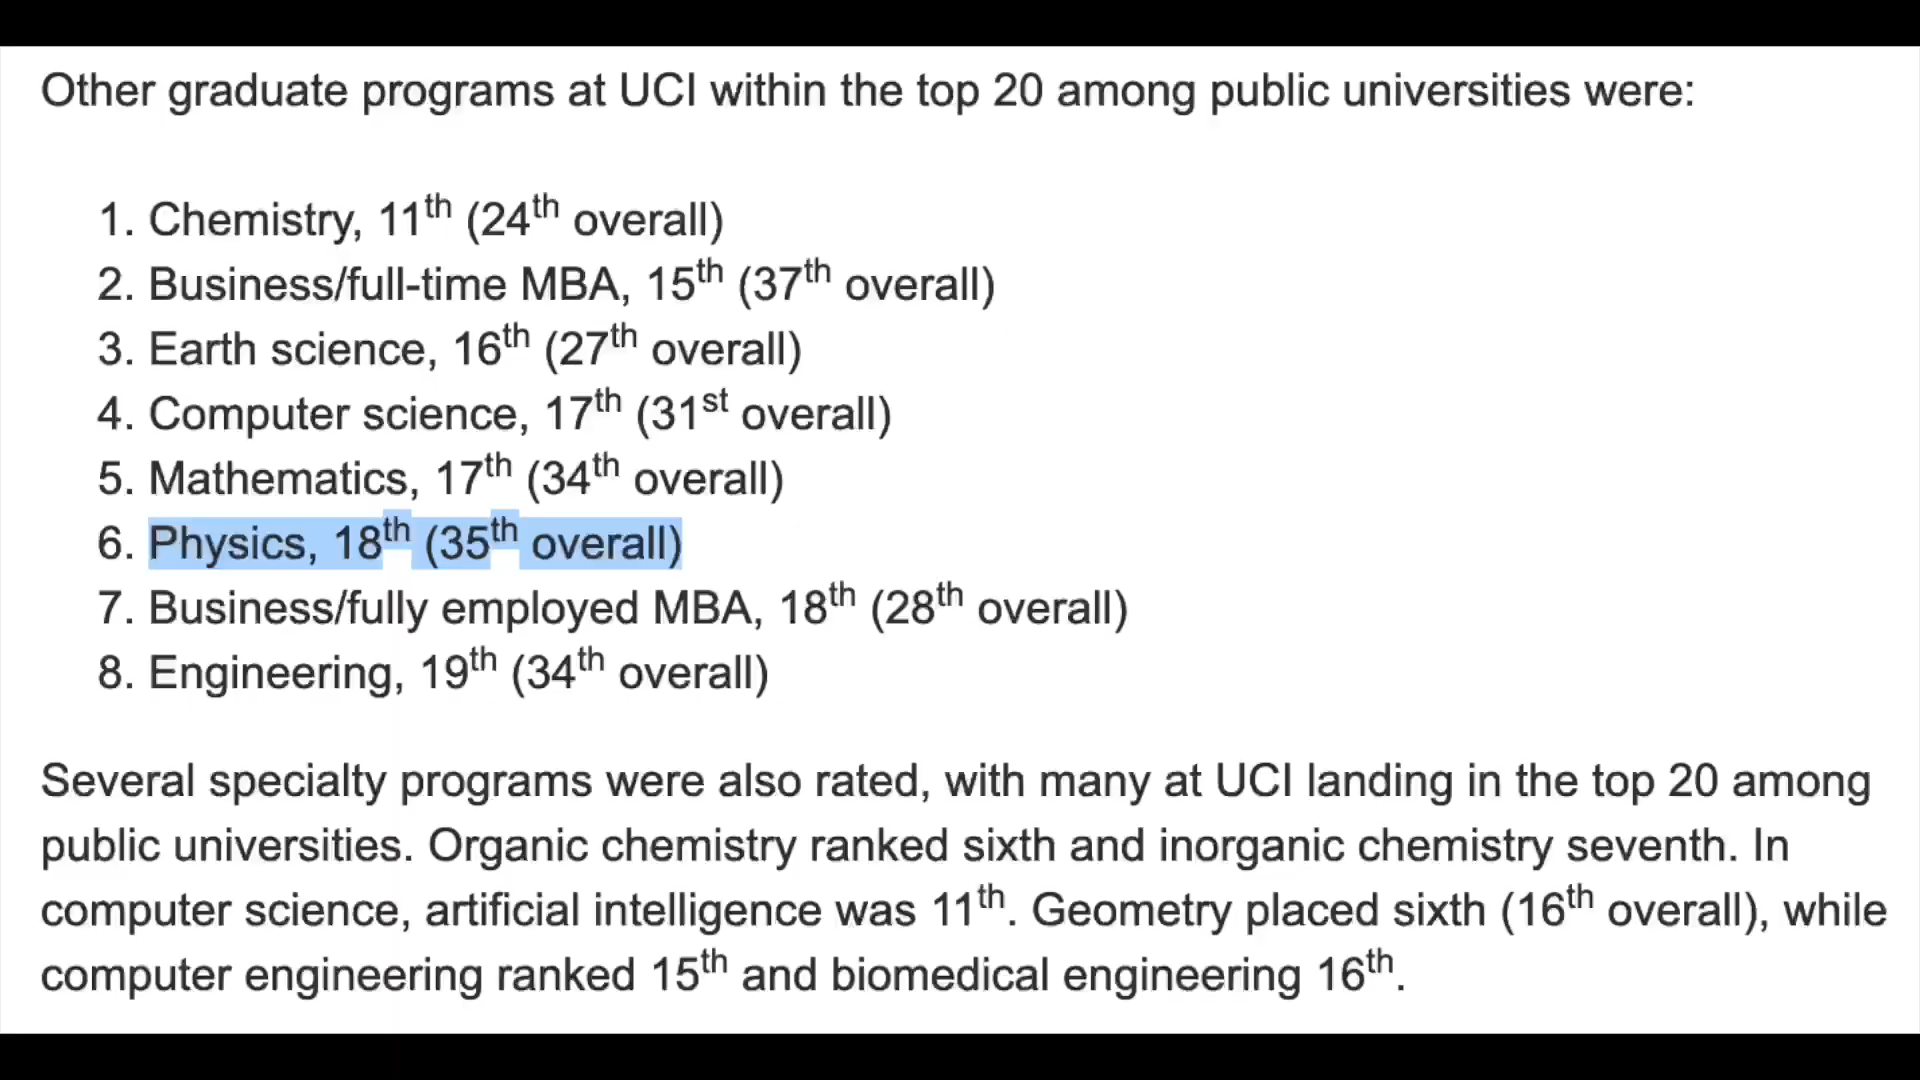 Other graduate programs at UCI within the top 20 among public universities were:
1. Chemistry, 11th (24th overall)
2. Business/full-time MBA, 15th (37th overall)
3. Earth science, 16th (27th overall)
4. Computer science, 17th (31st overall)
5. Mathematics, 17th (34th overall)
6. Physics, 18th (35th overall)
7. Business/fully employed MBA, 18th (28th overall)
8. Engineering, 19th (34th overall)
Several specialty programs were also rated, with many at UCI landing in the top 20 among
public universities. Organic chemistry ranked sixth and inorganic chemistry seventh. In
computer science, artificial intelligence was 11th. Geometry placed sixth (16th overall), while
computer engineering ranked 15th and biomedical engineering 16th.